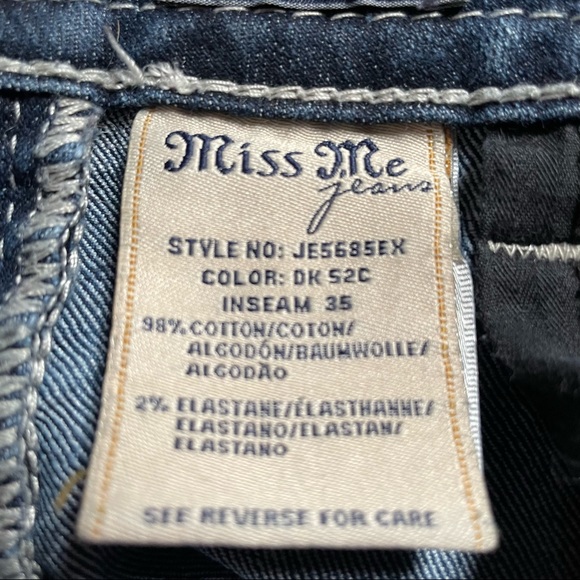 Miss Me
jeans
STYLE NO: JE5685EX
COLOR: DK 52C
INSEAM 35
98% COTTON/COTON/
ALGODÓN/BAUMWOLLE/
ALGODÃO
2% ELASTANE/ÉLASTHANNE/
ELASTANO/ELASTAN/
ELASTANO
SEE REVERSE FOR CARE